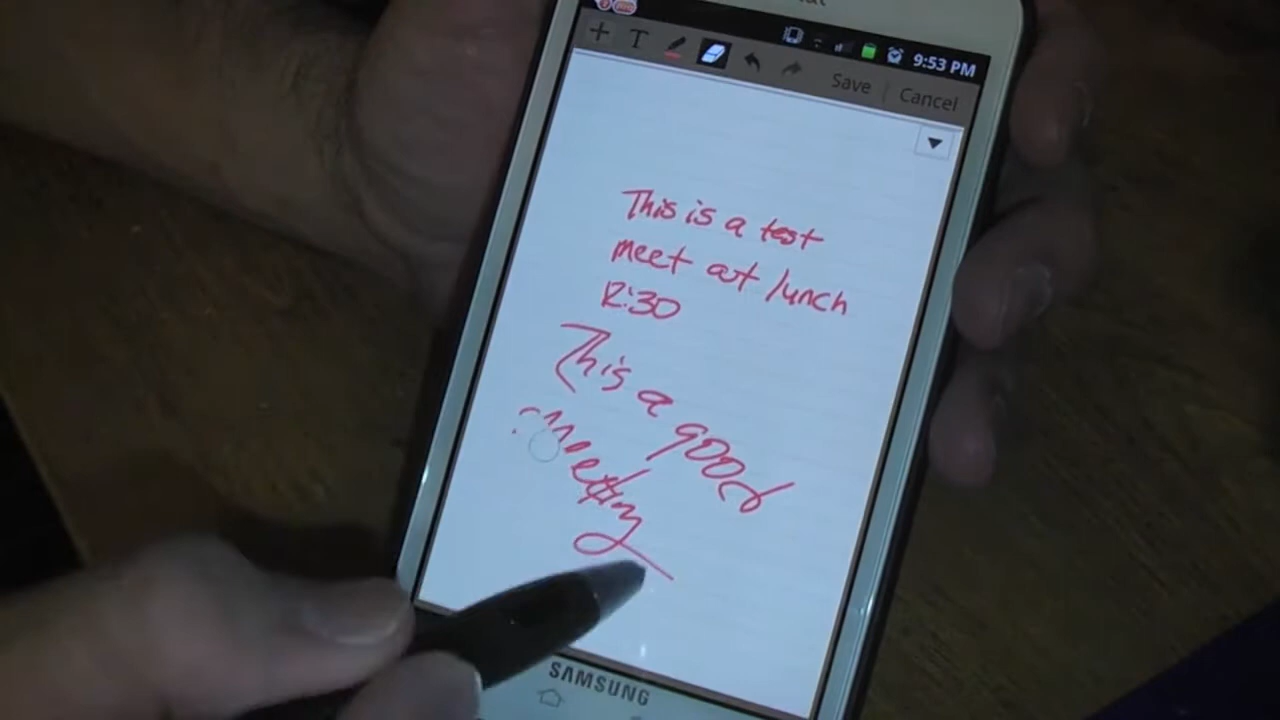 9:53 PM
T
Save | Cancel
This is a test
meet at lunch
12:30
This a good
meeting
SAMSUNG